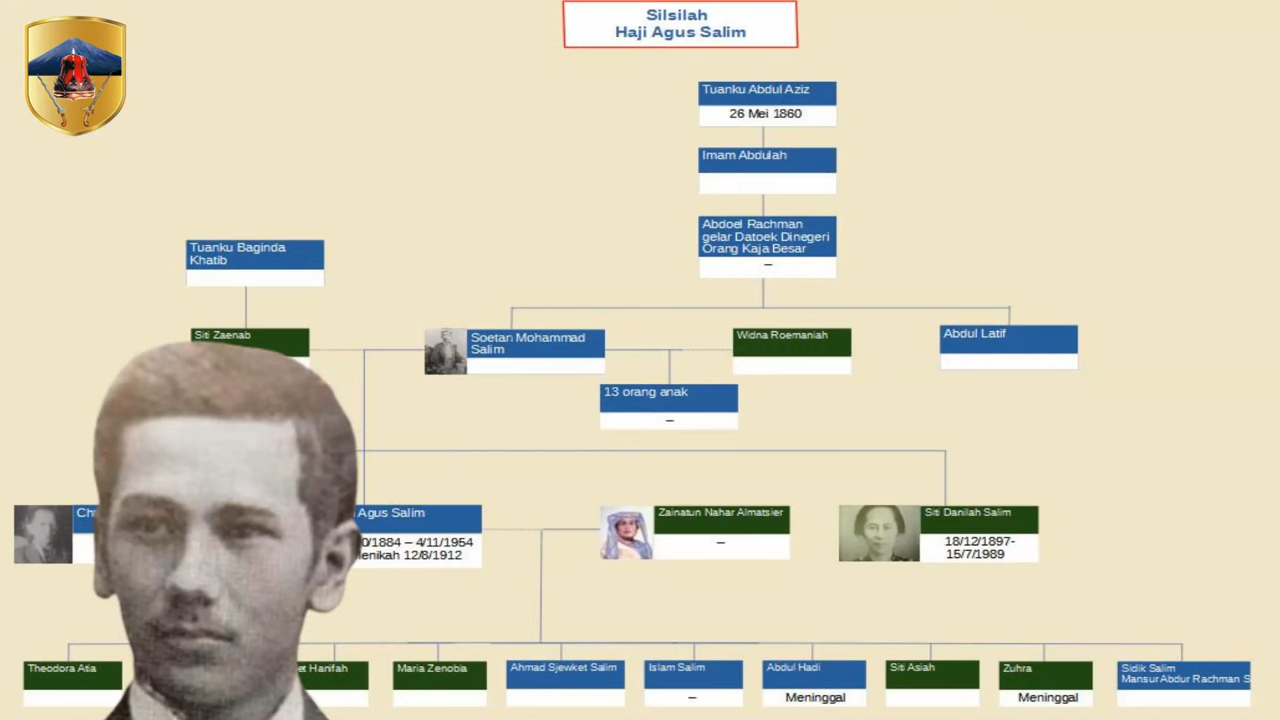 Silsilah
Haji Agus Salim
Tuanku Abdul Aziz
26 Mei 1860
Imam Abdulah
Abdoel Rachman
gelar Datoek Dinegeri
Orang Kaja Besar
–
Tuanku Baginda
Khatib
Siti Zaenab
Soetan Mohammad
Salim
Widna Roemaniah
Abdul Latif
13 orang anak
–
Agus Salim
0/1884 – 4/11/1954
enikah 12/8/1912
Zainatun Nahar Almatsier
–
Siti Danilah Salim
18/12/1897-
15/7/1989
Theodora Atia
et Hanifah
Maria Zenobia
Ahmad Sjewket Salim
Islam Salim
–
Abdul Hadi
Meninggal
Siti Asiah
Zuhra
Meninggal
Sidik Salim
Mansur Abdur Rachman S